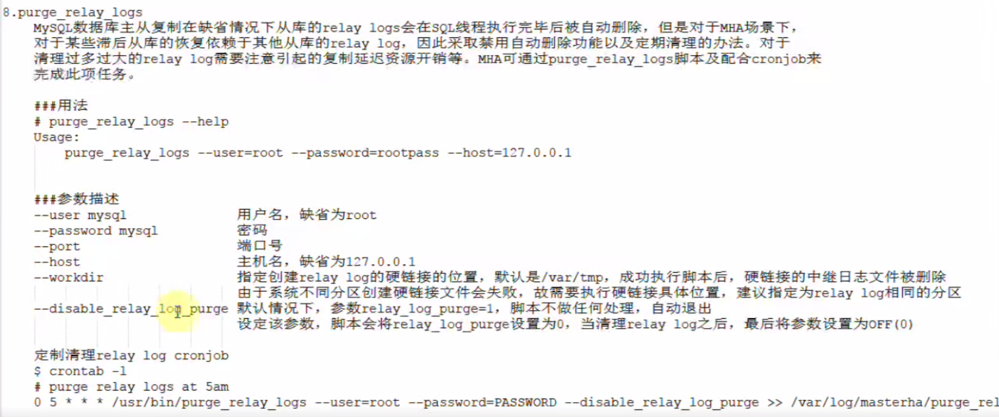 8.purge_relay_logs
MySQL数据库主从复制在缺省情况下从库的relay logs会在SQL线程执行完毕后被自动删除，但是对于MHA场景下，
对于某些滞后从库的恢复依赖于其他从库的relay log，因此采取禁用自动删除功能以及定期清理的办法。对于
清理过多过大的relay log需要注意引起的复制延迟资源开销等。MHA可通过purge_relay_logs脚本及配合cronjob来
完成此项任务。
###用法
# purge_relay_logs --help
Usage:
purge_relay_logs --user=root --password=rootpass --host=127.0.0.1
###参数描述
--user mysql 用户名，缺省为root
--password mysql 密码
--port 端口号
--host 主机名，缺省为127.0.0.1
--workdir 指定创建relay log的硬链接的位置，默认是/var/tmp，成功执行脚本后，硬链接的中继日志文件被删除
由于系统不同分区创建硬链接文件会失败，故需要执行硬链接具体位置，建议指定为relay log相同的分区
--disable_relay_log_purge 默认情况下，参数relay_log_purge=1，脚本不做任何处理，自动退出
设定该参数，脚本会将relay_log_purge设置为0，当清理relay log之后，最后将参数设置为OFF(0)
定制清理relay log cronjob
$ crontab -l
# purge relay logs at 5am
0 5 * * * /usr/bin/purge_relay_logs --user=root --password=PASSWORD --disable_relay_log_purge >> /var/log/masterha/purge_rel